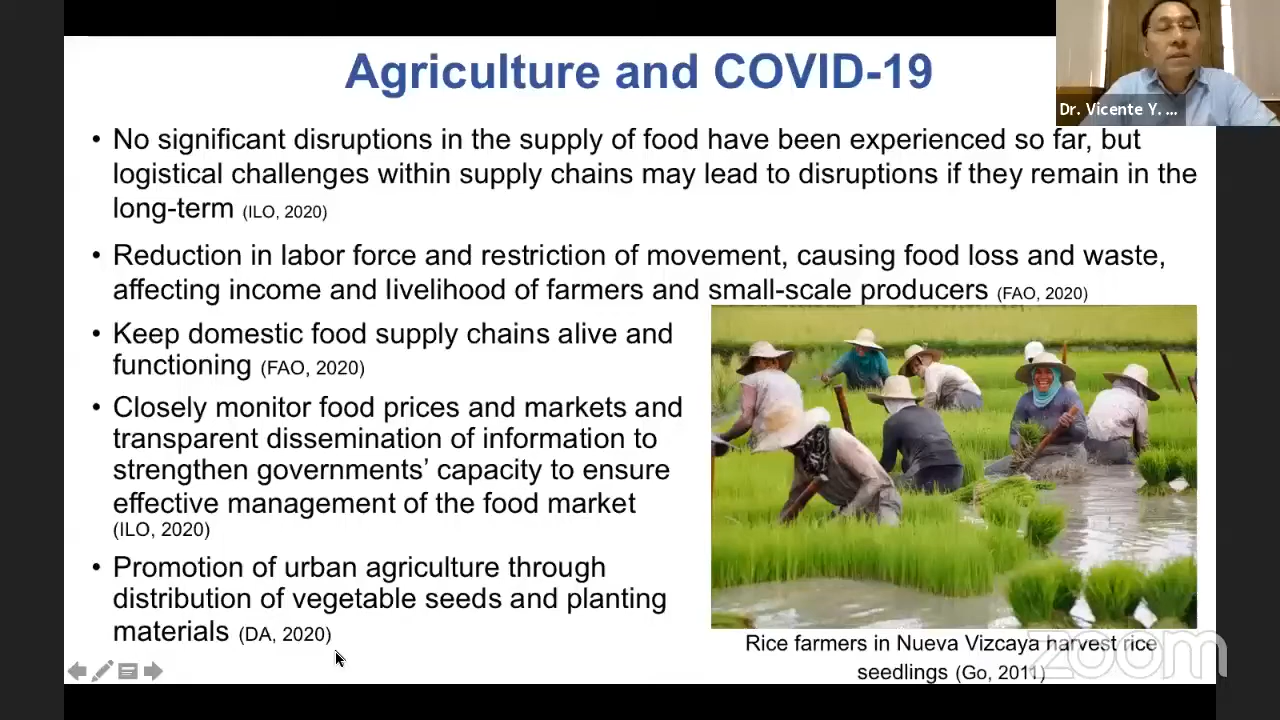 Agriculture and COVID-19
Dr. Vicente Y. ...
• No significant disruptions in the supply of food have been experienced so far, but
logistical challenges within supply chains may lead to disruptions if they remain in the
long-term (ILO, 2020)
• Reduction in labor force and restriction of movement, causing food loss and waste,
affecting income and livelihood of farmers and small-scale producers (FAO, 2020)
• Keep domestic food supply chains alive and
functioning (FAO, 2020)
• Closely monitor food prices and markets and
transparent dissemination of information to
strengthen governments’ capacity to ensure
effective management of the food market
(ILO, 2020)
• Promotion of urban agriculture through
distribution of vegetable seeds and planting
materials (DA, 2020)
Rice farmers in Nueva Vizcaya harvest rice
seedlings (Go, 2011)
zoom